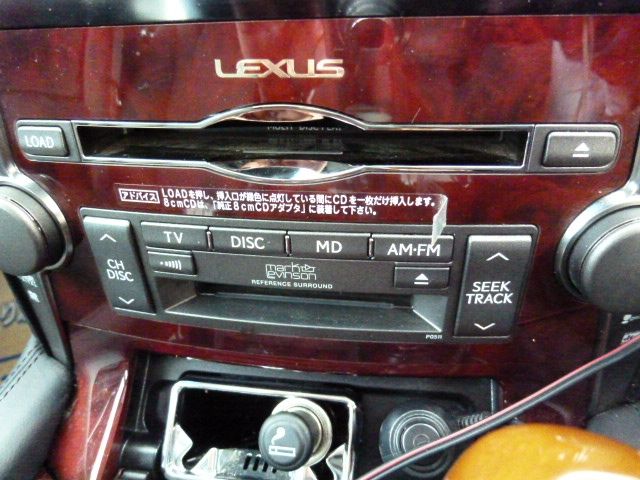 LEXUS
LOAD
アドバイス LOADを押し、挿入口が緑色に点灯している間にCDを一枚だけ挿入します。
8cmCDは、「純正8cmCDアダプタ」に装着して下さい。
CH
DISC
TV
DISC
MD
AM·FM
mark
levinson
REFERENCE SURROUND
SEEK
TRACK
P0511